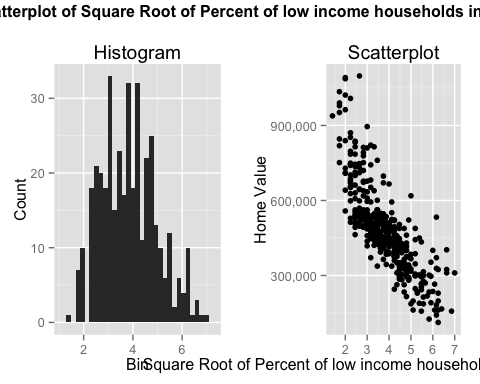 tterplot of Square Root of Percent of low income households in
Histogram
Scatterplot
Count
30
20
10
0
2 4 6
Bin
Home Value
900,000
600,000
300,000
2 3 4 5 6 7
Square Root of Percent of low income househol